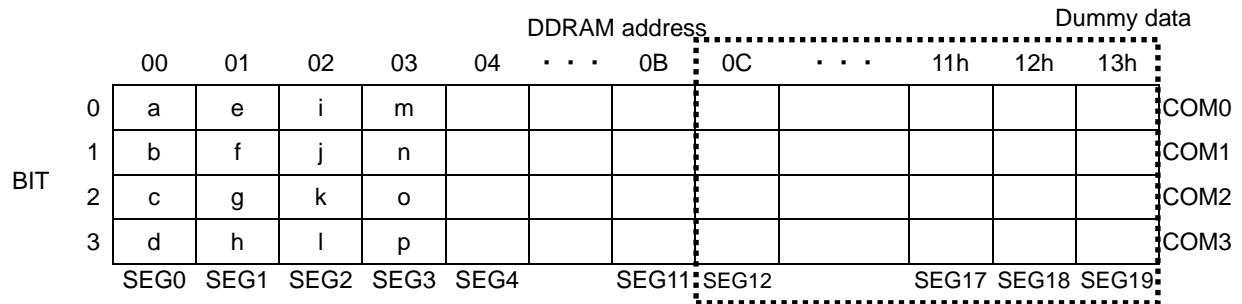 DDRAM address Dummy data
00 01 02 03 04 · · · 0B 0C · · · 11h 12h 13h
0 a e i m COM0
1 b f j n COM1
BIT
2 c g k o COM2
3 d h l p COM3
SEG0 SEG1 SEG2 SEG3 SEG4 SEG11 SEG12 SEG17 SEG18 SEG19